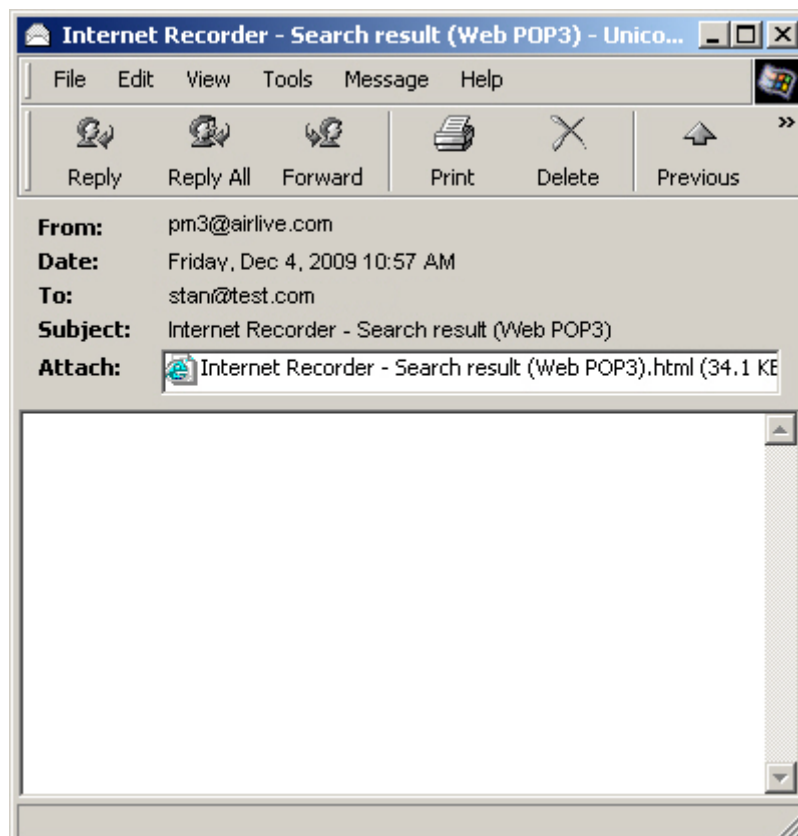 Internet Recorder - Search result (Web POP3) - Unico...
File Edit View Tools Message Help
»
Reply Reply All Forward Print Delete Previous
From: pm3@airlive.com
Date: Friday, Dec 4, 2009 10:57 AM
To: stan@test.com
Subject: Internet Recorder - Search result (Web POP3)
Attach: Internet Recorder - Search result (Web POP3).html (34.1 KB